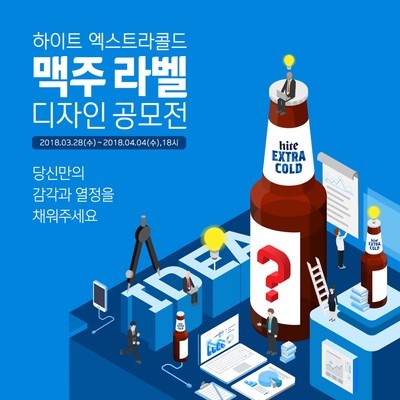 하이트 엑스트라콜드
맥주 라벨
디자인 공모전
2018.03.28(수) ~2018.04.04(수),18시
당신만의
감각과 열정을
채워주세요
hite
EXTRA
COLD
?
hite
EXTRA
COLD
IDEA